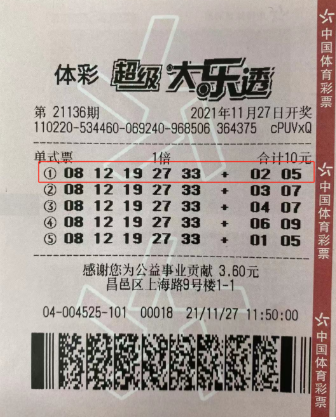 体彩 超级大乐透
第 21136期 2021年11月27日开奖
110220-534460-069240-968506 364375 cPUVxQ
单式票 1倍 合计10元
① 08 12 19 27 33 + 02 05
② 08 12 19 27 33 + 03 07
③ 08 12 19 27 33 + 04 07
④ 08 12 19 27 33 + 06 09
⑤ 08 12 19 27 33 + 01 05
感谢您为公益事业贡献 3.60元
昌邑区上海路9号楼1-1
04-004525-101 00018 21/11/27 11:50:00
中国体育彩票
中国体育彩票
中国体育彩票